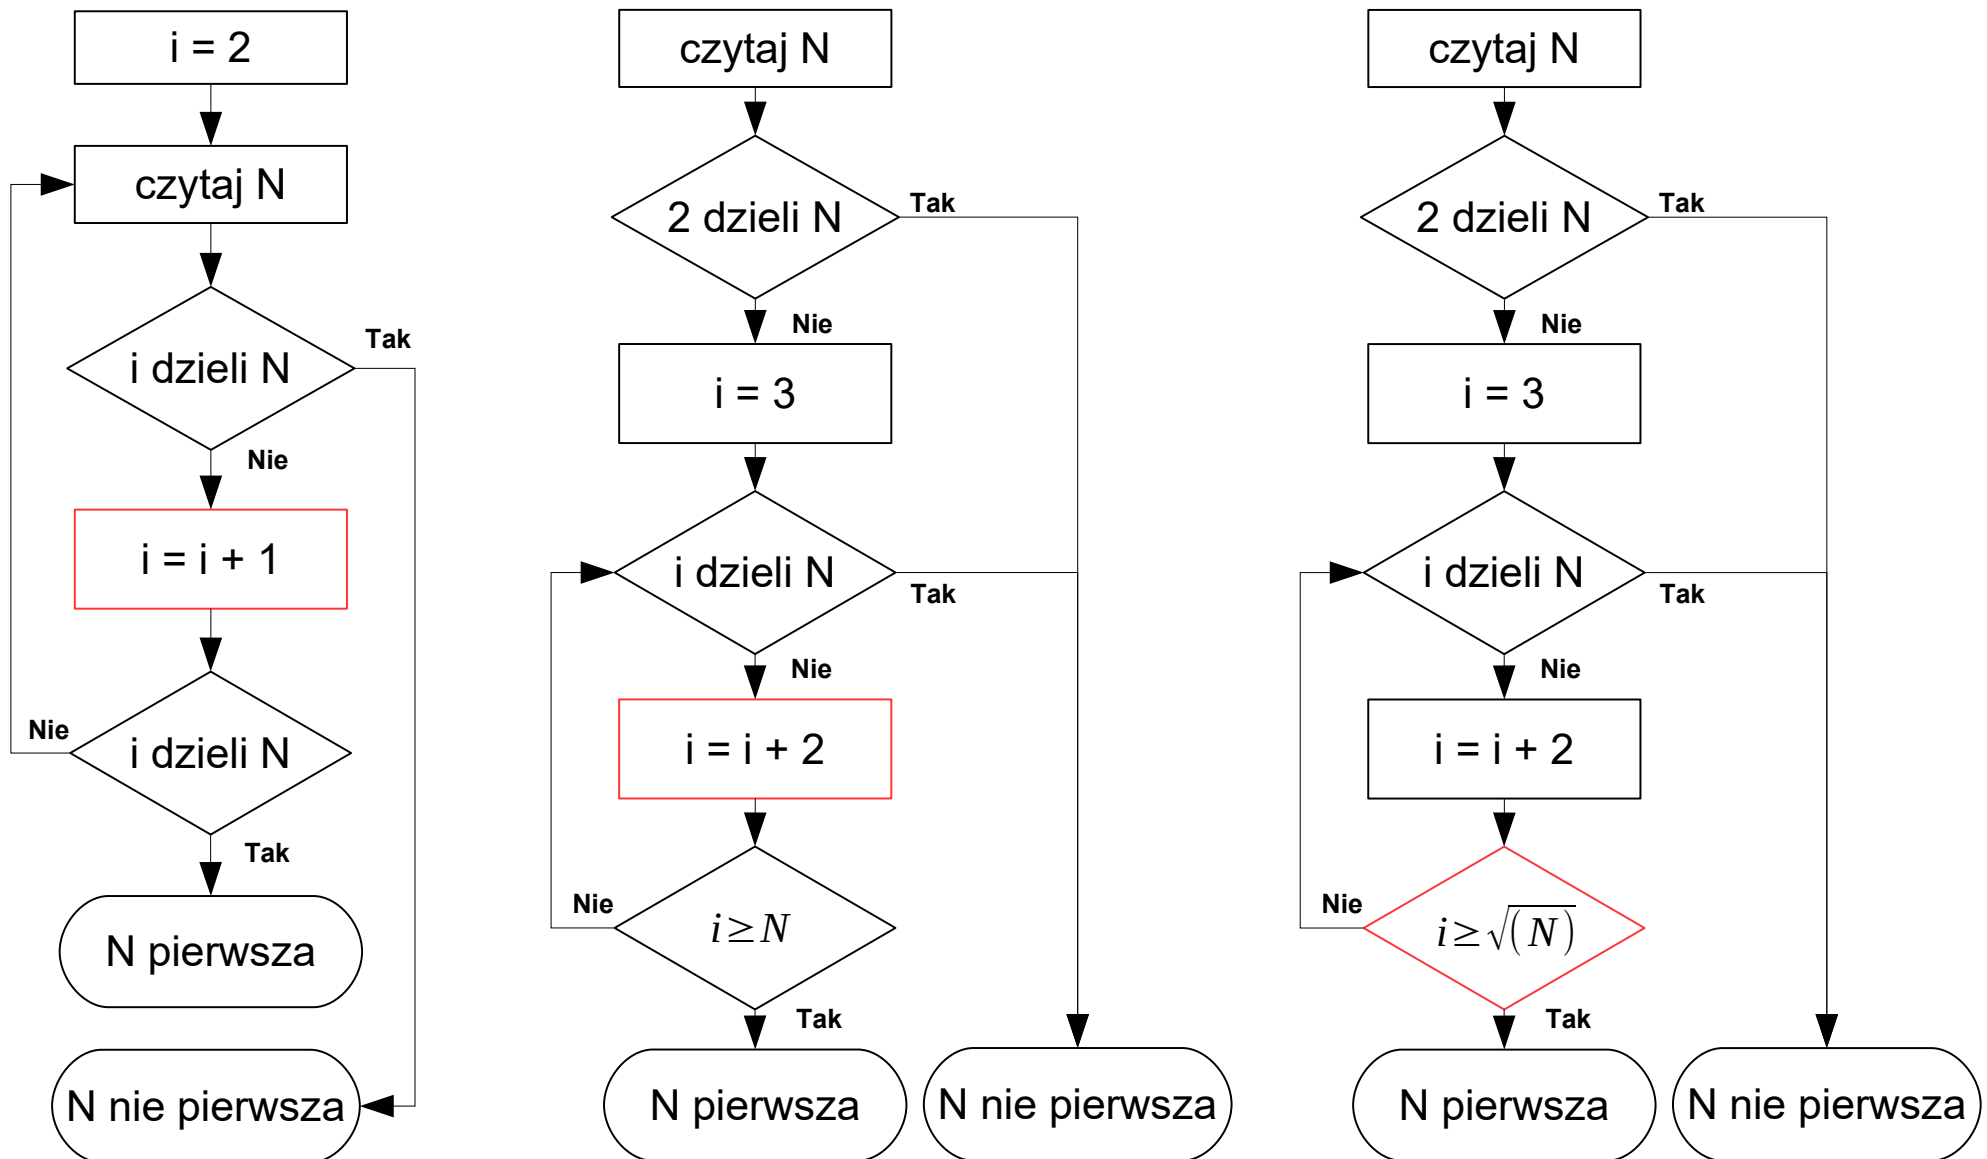 i = 2
czytaj N
i dzieli N
Tak
Nie
i = i + 1
i dzieli N
Nie
Tak
N pierwsza
N nie pierwsza
czytaj N
2 dzieli N
Tak
Nie
i = 3
i dzieli N
Tak
Nie
i = i + 2
i ≥ N
Nie
Tak
N pierwsza
N nie pierwsza
czytaj N
2 dzieli N
Tak
Nie
i = 3
i dzieli N
Tak
Nie
i = i + 2
i ≥ √(N)
Nie
Tak
N pierwsza
N nie pierwsza